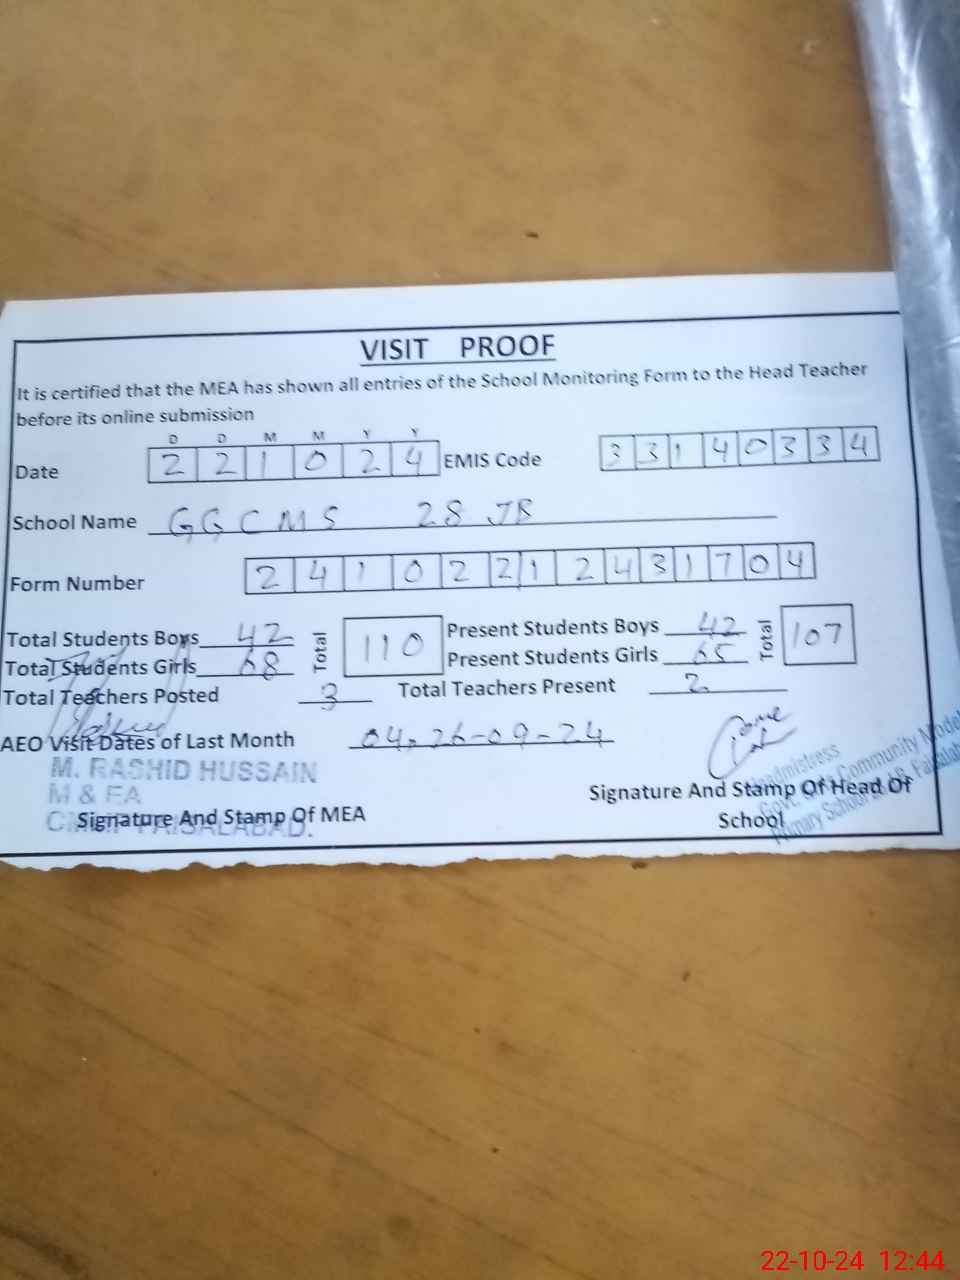 VISIT PROOF
It is certified that the MEA has shown all entries of the School Monitoring Form to the Head Teacher
before its online submission
D D M M Y Y
Date 2 2 1 0 2 4 EMIS Code 3 3 1 4 0 3 3 4
School Name GGCMS 28 JB
Form Number 2 4 1 0 2 2 1 2 4 3 1 7 0 4
Total Students Boys 42 Total 110 Present Students Boys 42 Total 107
Total Students Girls 68 Present Students Girls 65
Total Teachers Posted 3 Total Teachers Present 2
AEO Visit Dates of Last Month 04, 26-09-24
M. RASHID HUSSAIN
M & EA
Signature And Stamp Of MEA
FAISALABAD.
Signature And Stamp Of Head Of
School
Headmistress
Govt. Community Model
Primary School
22-10-24 12:44